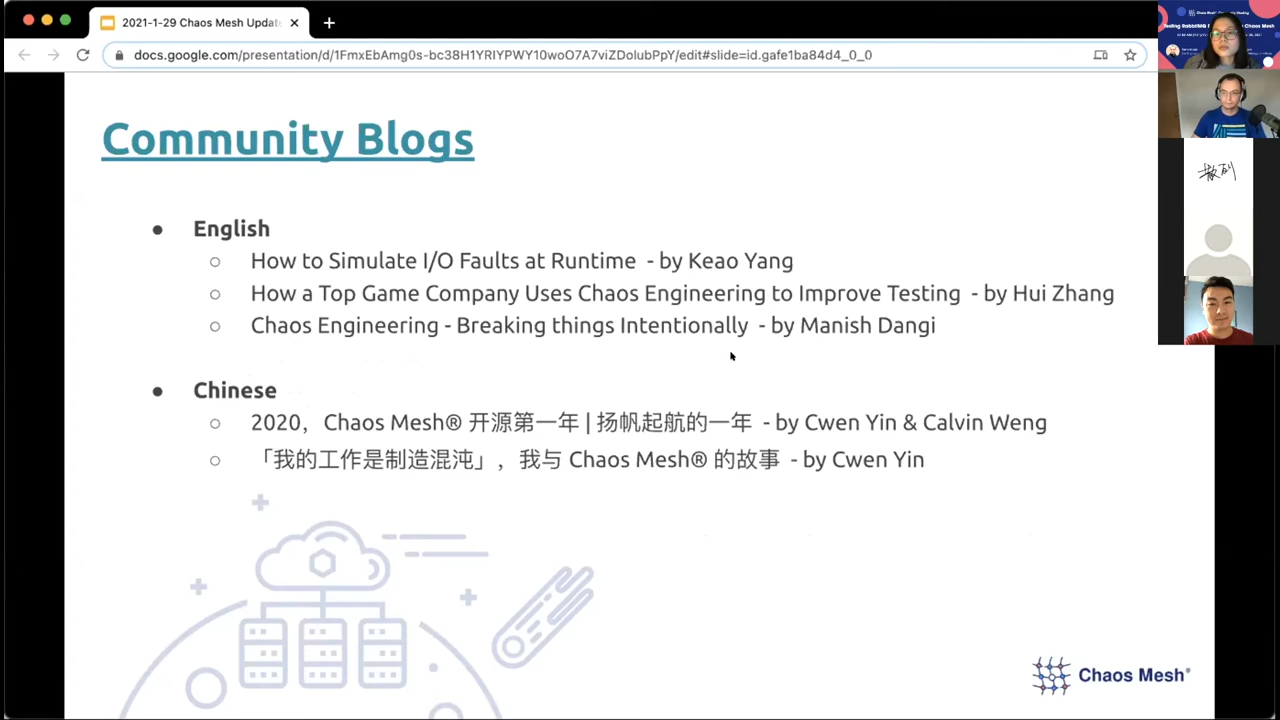 2021-1-29 Chaos Mesh Updat
docs.google.com/presentation/d/1FmxEbAmg0s-bc38H1YRIYPWY10woO7A7viZDolubPpY/edit#slide=id.gafe1ba84d4_0_0
Community Blogs
English
How to Simulate I/O Faults at Runtime - by Keao Yang
How a Top Game Company Uses Chaos Engineering to Improve Testing - by Hui Zhang
Chaos Engineering - Breaking things Intentionally - by Manish Dangi
Chinese
2020，Chaos Mesh® 开源第一年 | 扬帆起航的一年 - by Cwen Yin & Calvin Weng
「我的工作是制造混沌」，我与 Chaos Mesh® 的故事 - by Cwen Yin
Chaos Mesh®